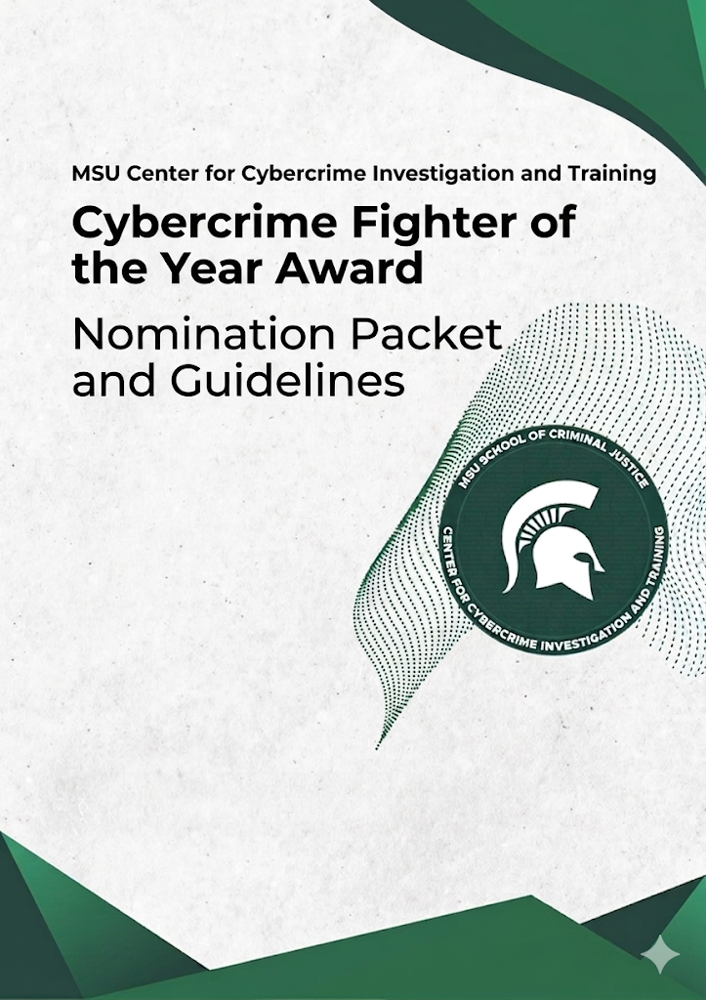 MSU Center for Cybercrime Investigation and Training
Cybercrime Fighter of
the Year Award
Nomination Packet
and Guidelines
MSU SCHOOL OF CRIMINAL JUSTICE
CENTER FOR CYBERCRIME INVESTIGATION AND TRAINING